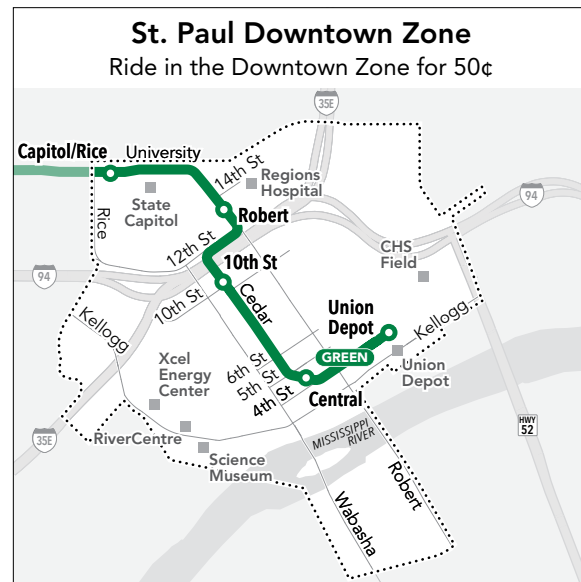 St. Paul Downtown Zone
Ride in the Downtown Zone for 50¢
35E
Capitol/Rice
University
14th St
Regions
Hospital
State
Capitol
Rice
Robert
94
12th St
CHS
Field
10th St
94
10th St
Cedar
Union
Depot
Kellogg
Kellogg
GREEN
6th St
5th St
4th St
Xcel
Energy
Center
Union
Depot
Central
HWY
52
RiverCentre
35E
MISSISSIPPI
RIVER
Science
Museum
Robert
Wabasha